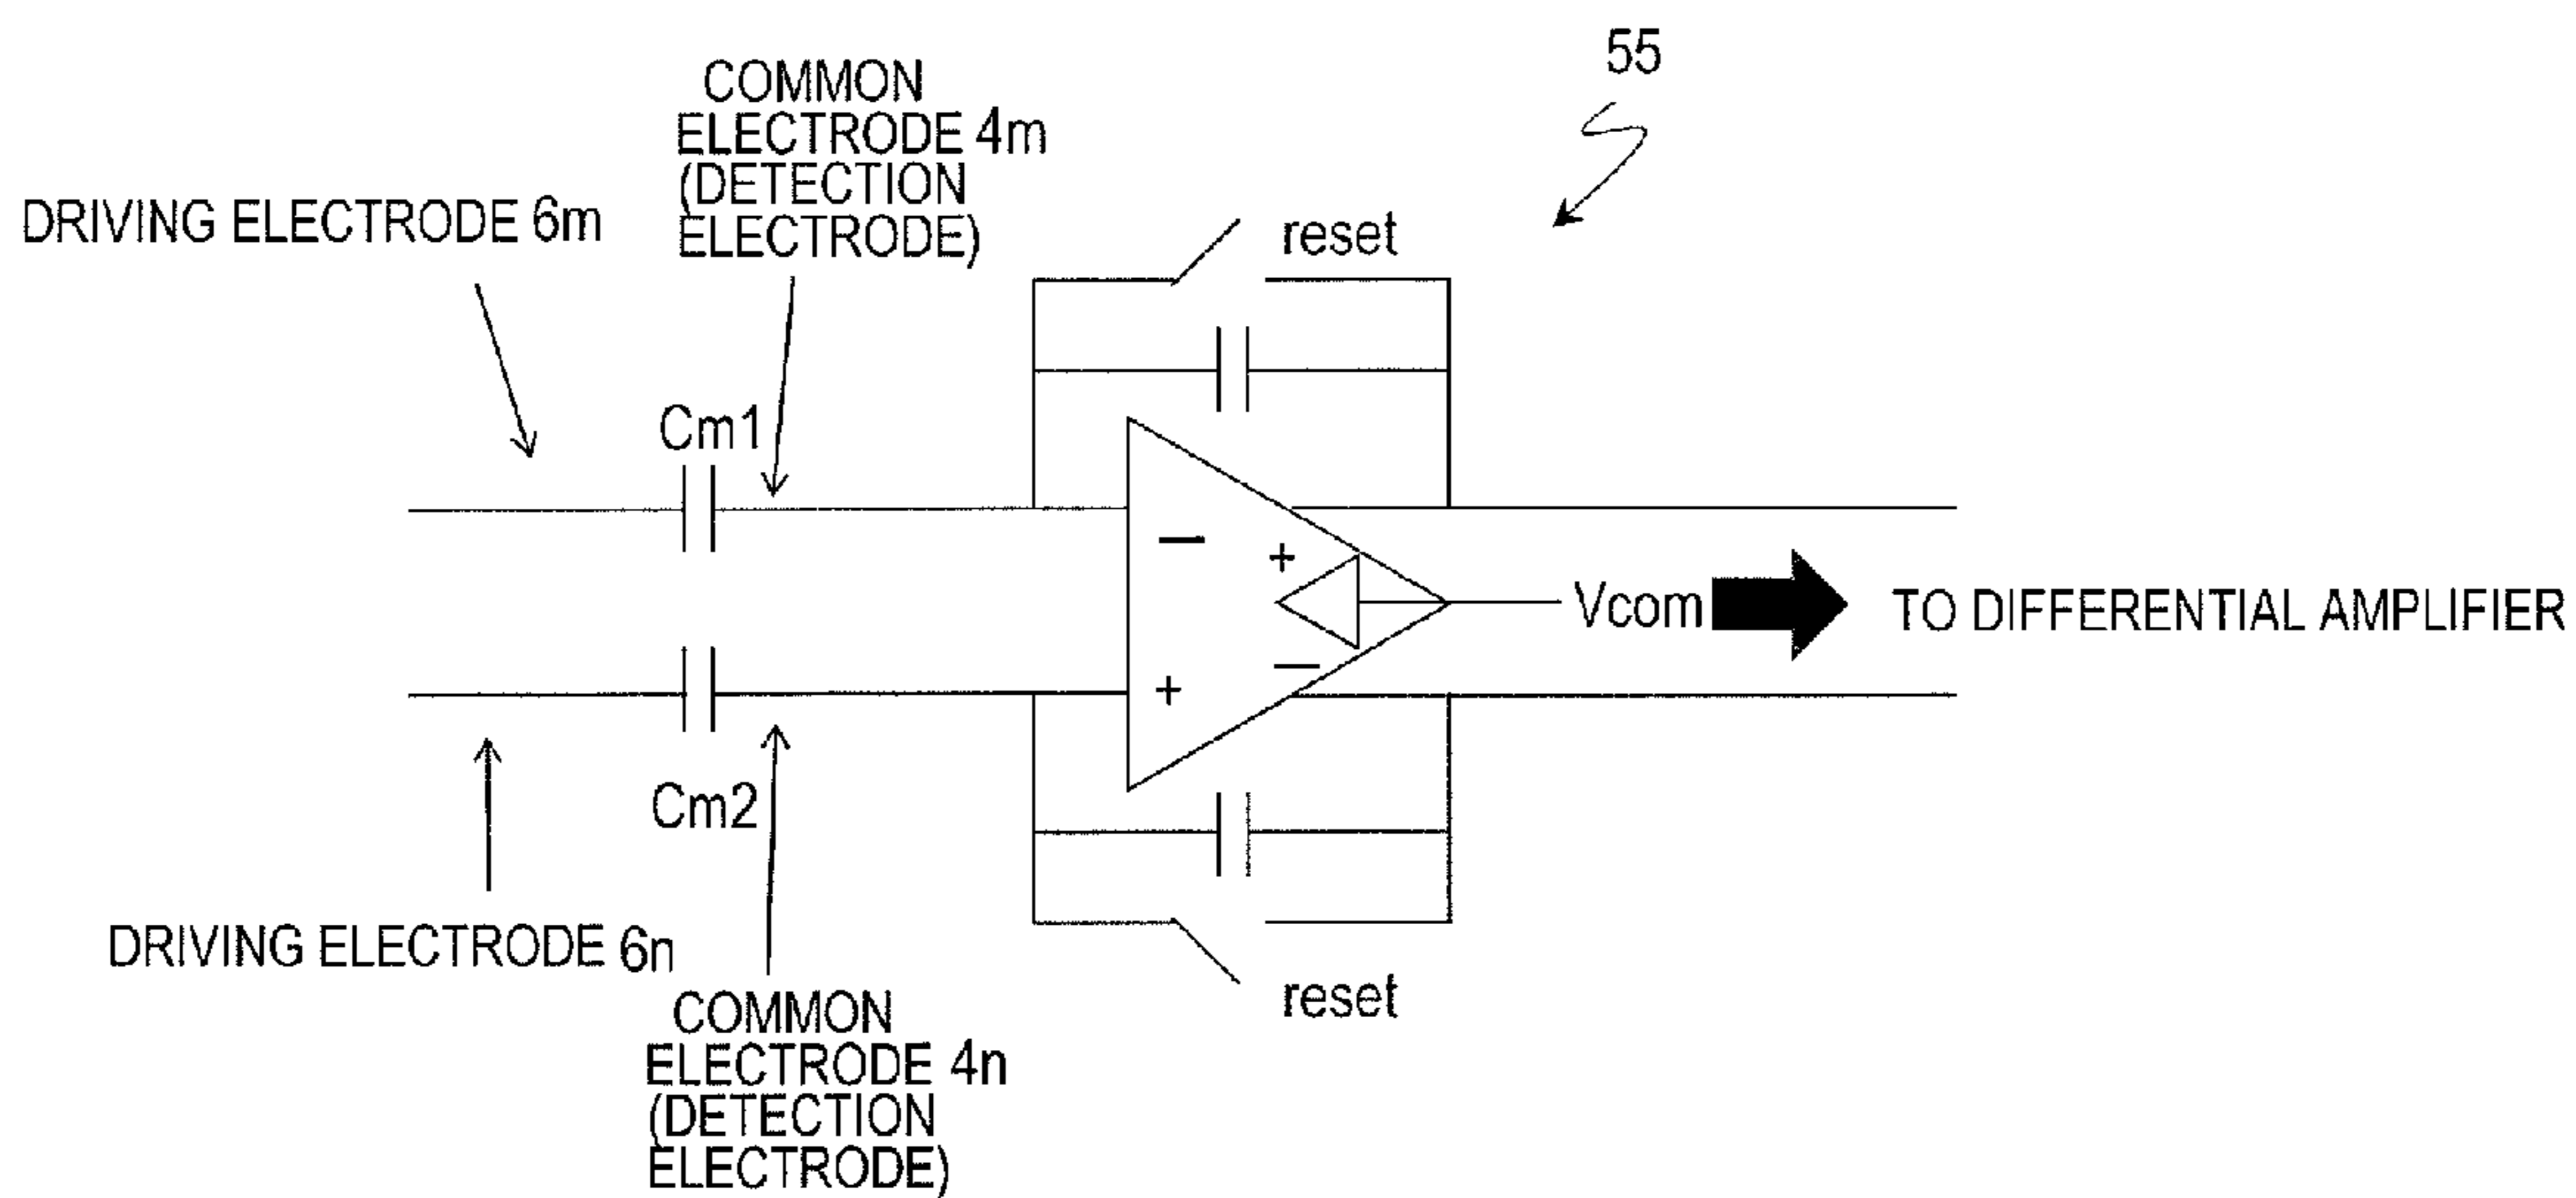 55
COMMON
ELECTRODE 4m
(DETECTION
ELECTRODE)
DRIVING ELECTRODE 6m
reset
Cm1
−
+
Vcom
TO DIFFERENTIAL AMPLIFIER
+
−
Cm2
DRIVING ELECTRODE 6n
reset
COMMON
ELECTRODE 4n
(DETECTION
ELECTRODE)